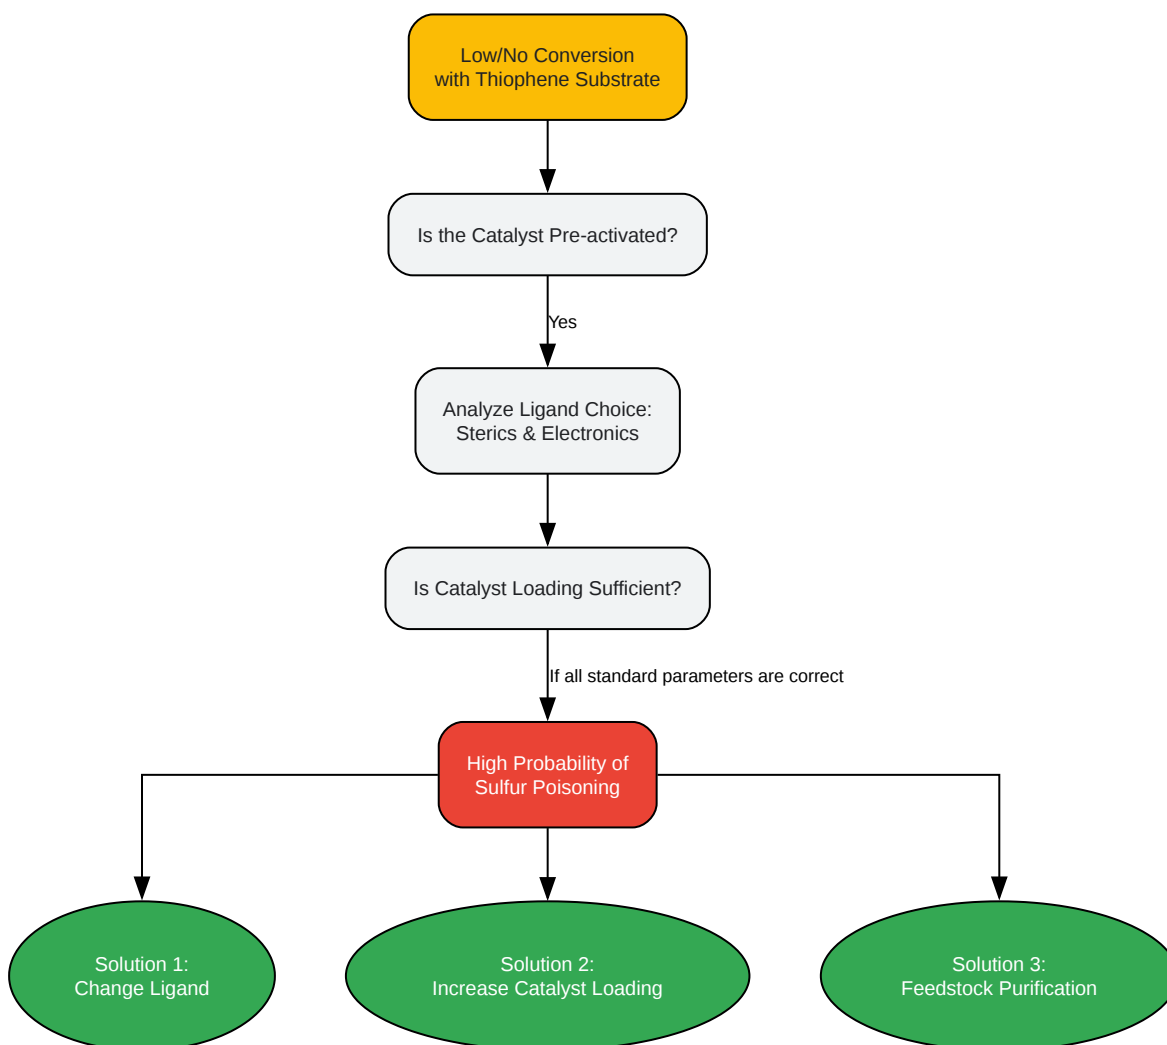 Low/No Conversion
with Thiophene Substrate
Is the Catalyst Pre-activated?
Yes
Analyze Ligand Choice:
Sterics & Electronics
Is Catalyst Loading Sufficient?
If all standard parameters are correct
High Probability of
Sulfur Poisoning
Solution 1:
Change Ligand
Solution 2:
Increase Catalyst Loading
Solution 3:
Feedstock Purification